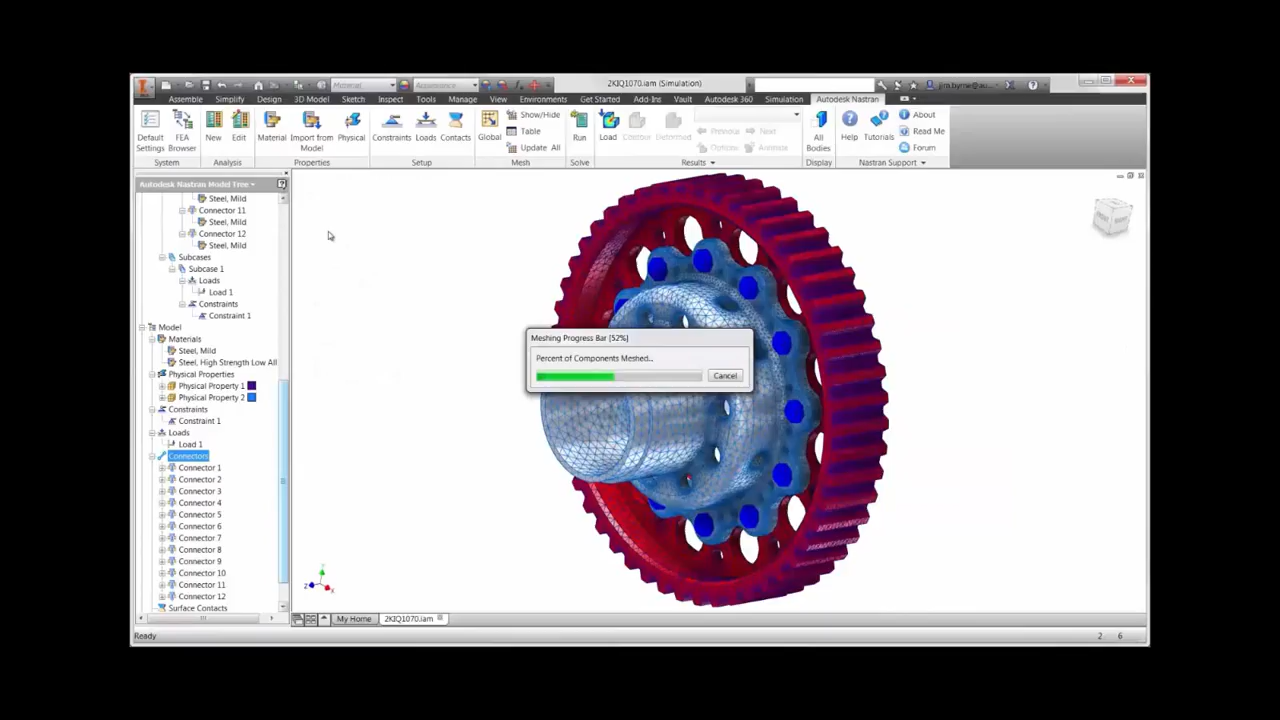 2KIQ1070.iam (Simulation)
Material
Appearance
Assemble Simplify Design 3D Model Sketch Inspect Tools Manage View Environments Get Started Add-Ins Vault Autodesk 360 Simulation Autodesk Nastran
Default Settings
FEA Browser
New
Edit
Material
Import from Model
Physical
Constraints
Loads
Contacts
Global
Show/Hide
Table
Update All
Run
Load
Contour
Deformed
Previous
Next
Options
Animate
All Bodies
Help
Tutorials
About
Read Me
Forum
System Analysis Properties Setup Mesh Solve Results Display Nastran Support
Autodesk Nastran Model Tree
Steel, Mild
Connector 11
Steel, Mild
Connector 12
Steel, Mild
Subcases
Subcase 1
Loads
Load 1
Constraints
Constraint 1
Model
Materials
Steel, Mild
Steel, High Strength Low All
Physical Properties
Physical Property 1
Physical Property 2
Constraints
Constraint 1
Loads
Load 1
Connectors
Connector 1
Connector 2
Connector 3
Connector 4
Connector 5
Connector 6
Connector 7
Connector 8
Connector 9
Connector 10
Connector 11
Connector 12
Surface Contacts
Meshing Progress Bar [52%]
Percent of Components Meshed..
Cancel
My Home 2KIQ1070.iam
Ready
2 6